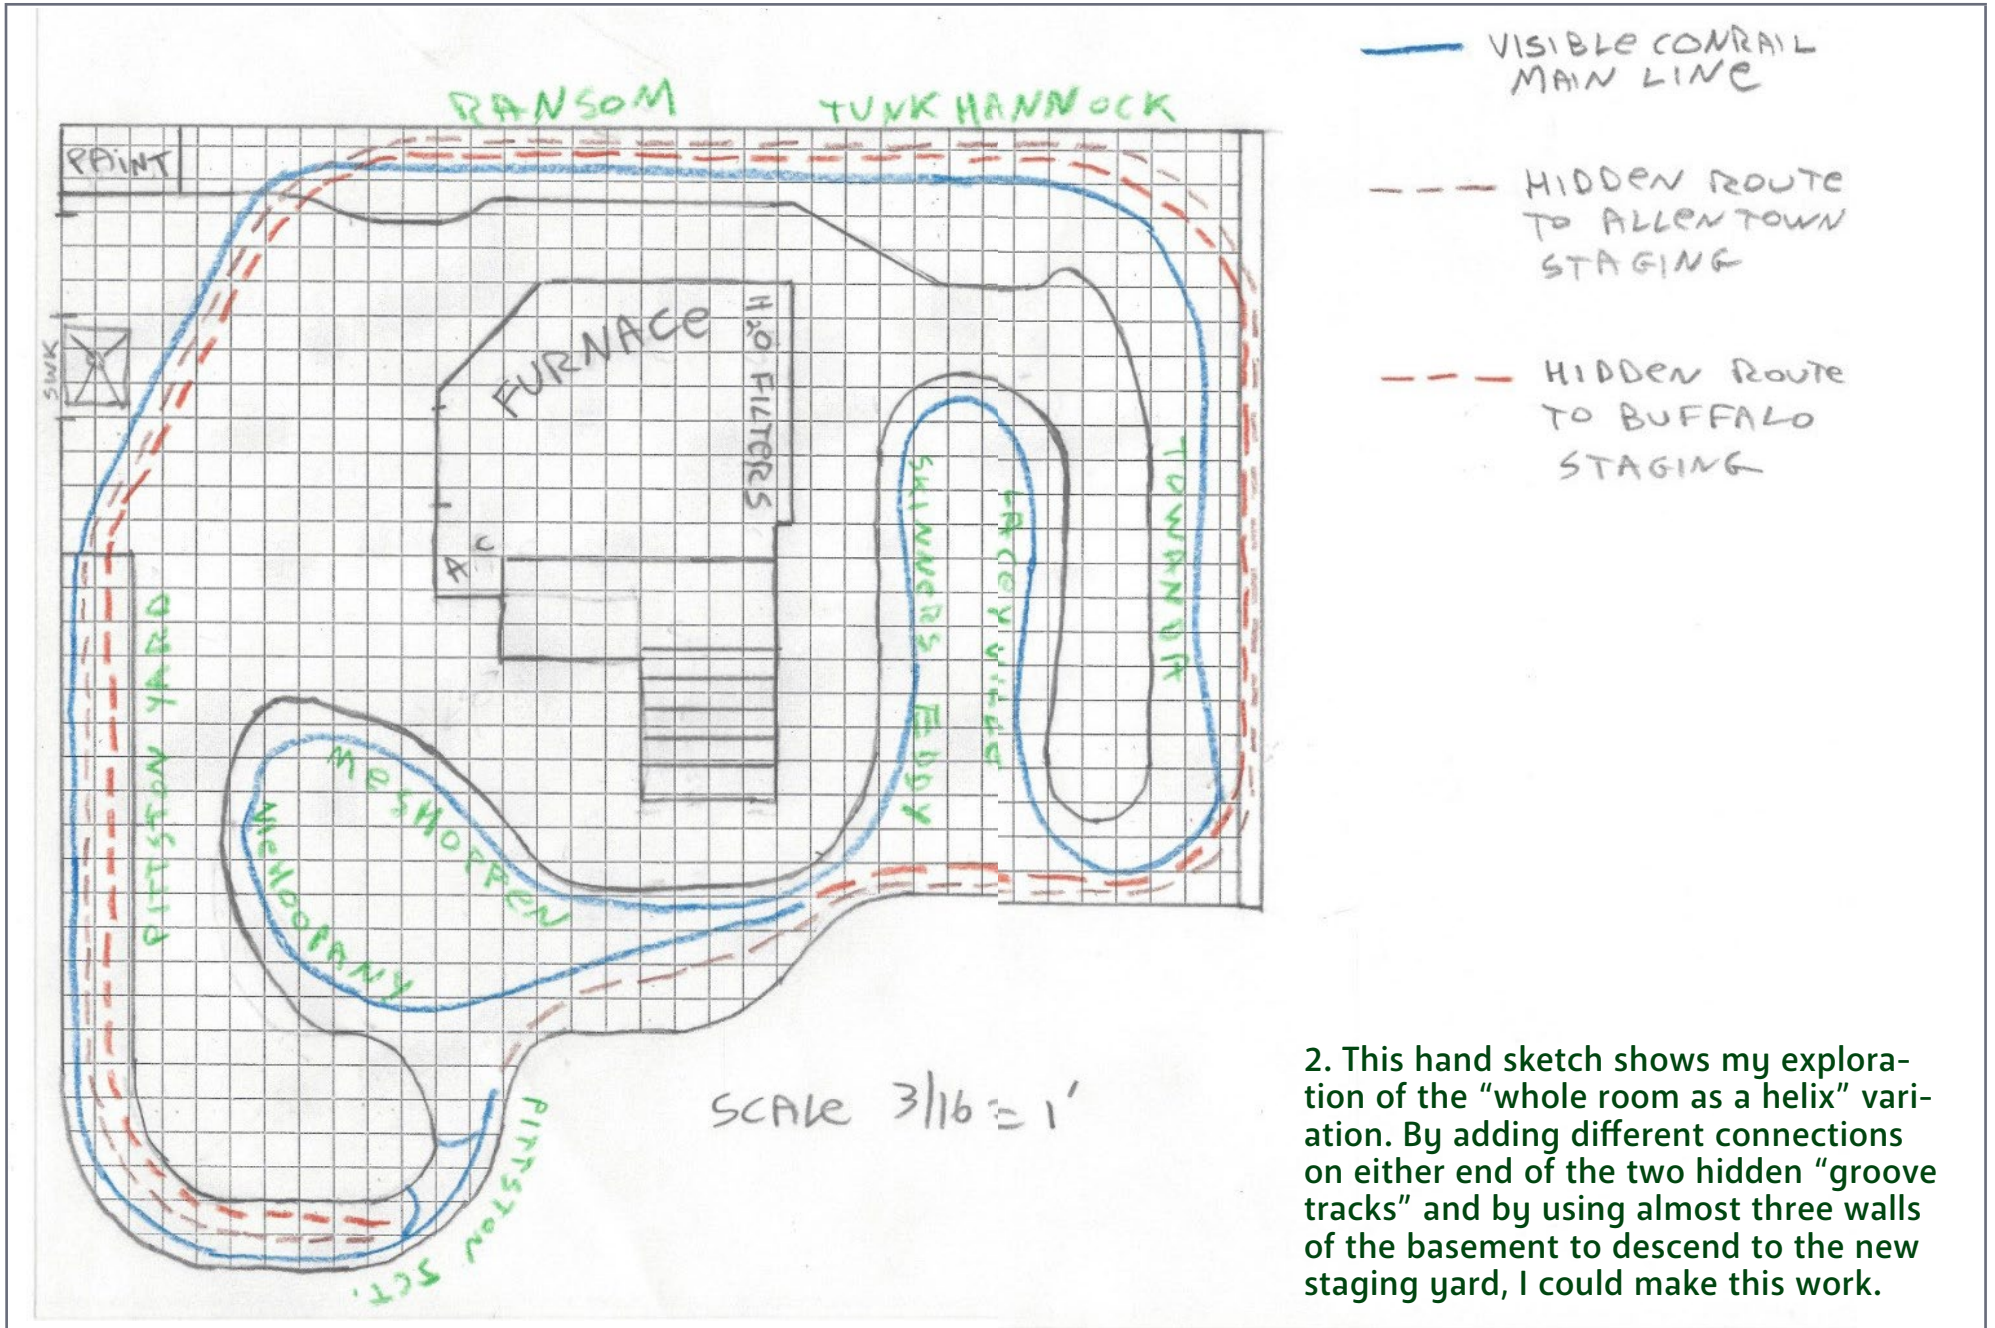 RANSOM
TUNKHANNOCK
VISIBLE CONRAIL
MAIN LINE
PAINT
HIDDEN ROUTE
TO ALLENTOWN
STAGING
HIDDEN ROUTE
TO BUFFALO
STAGING
SINK
FURNACE
H2O FILTERS
AC
SKINNERS EDDY
LACEYVILLE
TOWANDA
PITTSTON YARD
MESHOPPEN
MEHOOPANY
SCALE 3/16 = 1'
PITTSTON JCT.
2. This hand sketch shows my explora-
tion of the “whole room as a helix” vari-
ation. By adding different connections
on either end of the two hidden “groove
tracks” and by using almost three walls
of the basement to descend to the new
staging yard, I could make this work.